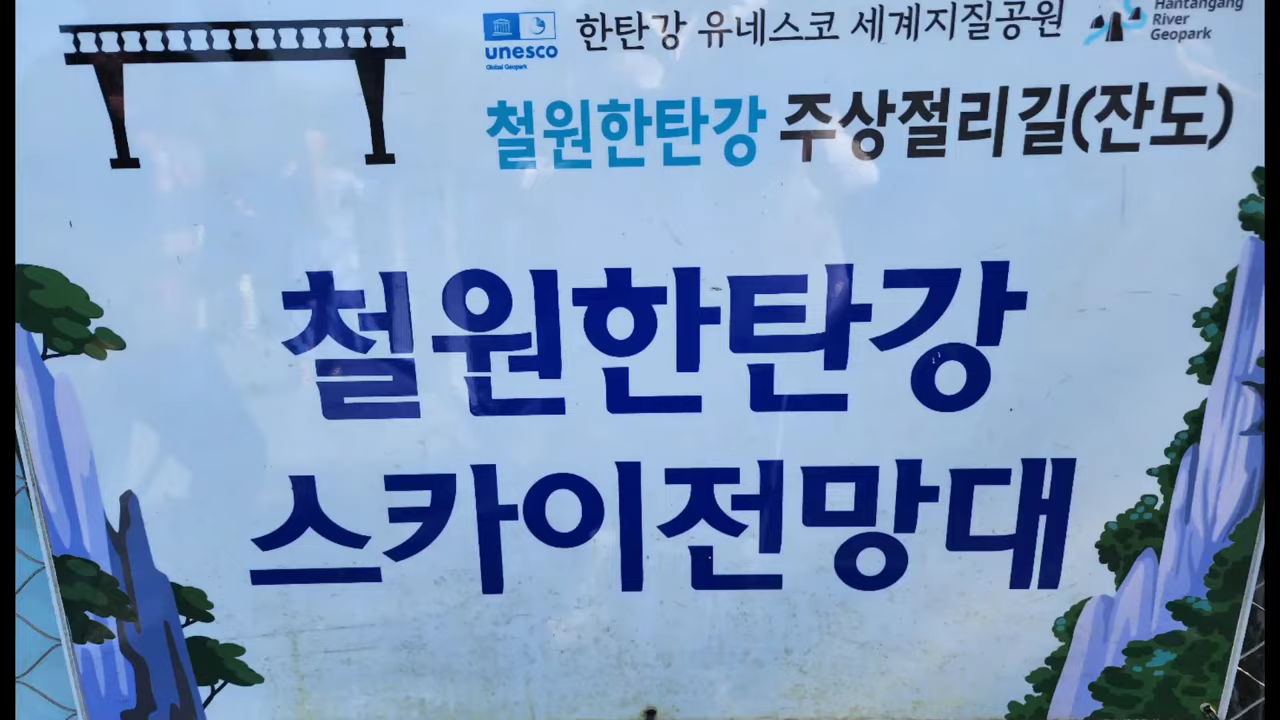 unesco
Global Geopark
한탄강 유네스코 세계지질공원
Hantangang
River
Geopark
철원한탄강 주상절리길(잔도)
철원한탄강
스카이전망대